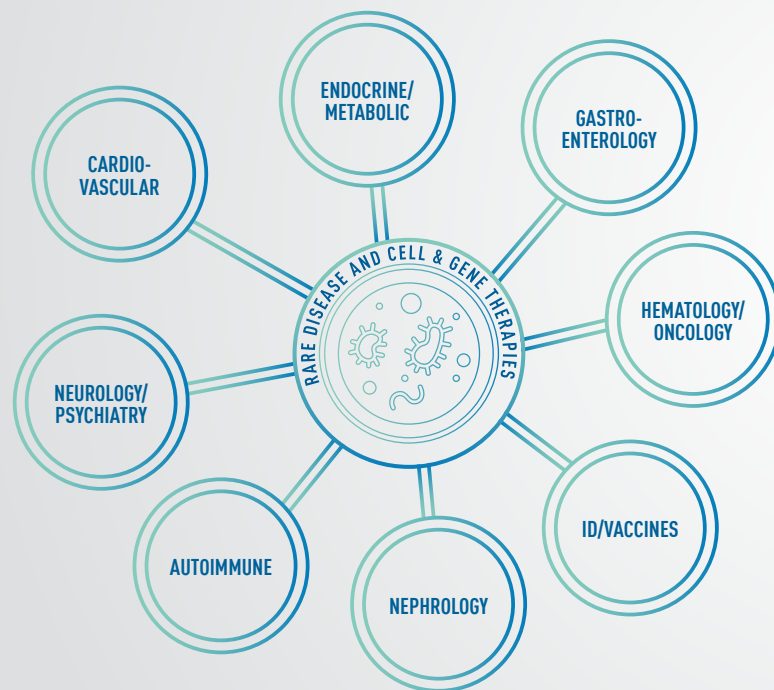 ENDOCRINE/
METABOLIC
GASTRO-
ENTEROLOGY
CARDIO-
VASCULAR
RARE DISEASE AND CELL & GENE THERAPIES
HEMATOLOGY/
ONCOLOGY
NEUROLOGY/
PSYCHIATRY
ID/VACCINES
AUTOIMMUNE
NEPHROLOGY